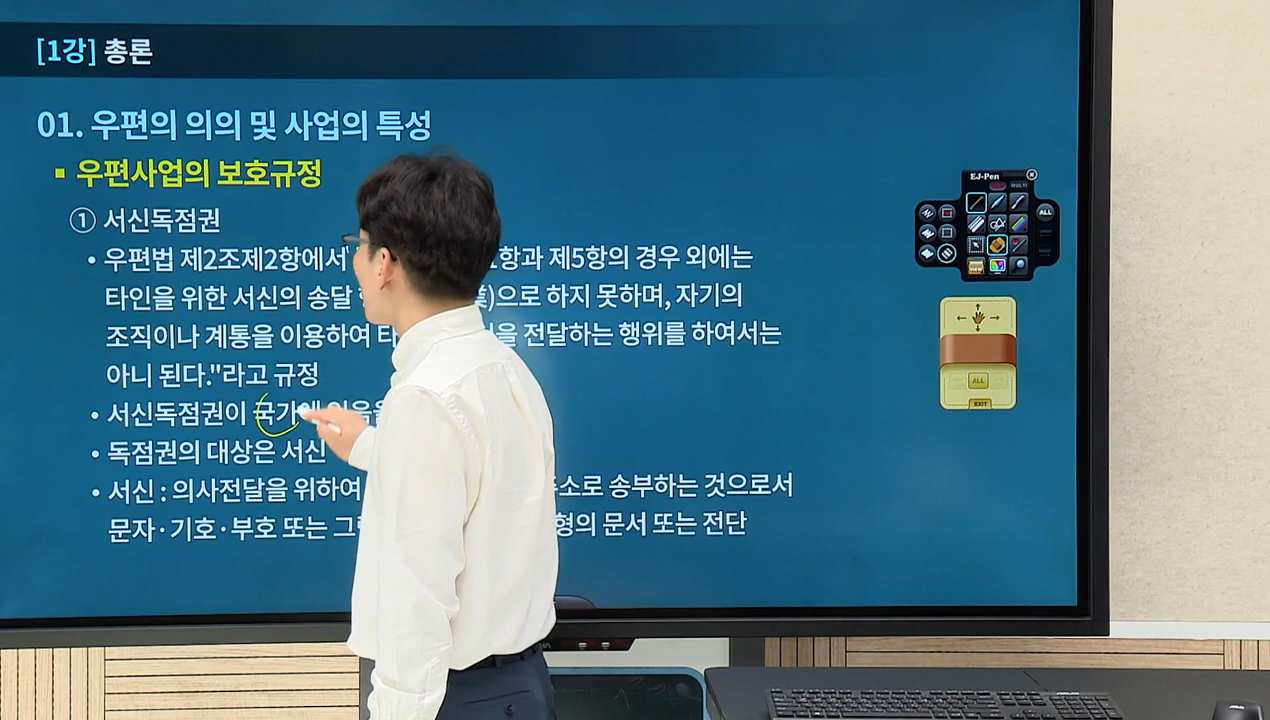 [1강] 총론
01. 우편의 의의 및 사업의 특성
▪ 우편사업의 보호규정
① 서신독점권
• 우편법 제2조제2항에서 항과 제5항의 경우 외에는
타인을 위한 서신의 송달 業)으로 하지 못하며, 자기의
조직이나 계통을 이용하여 전달하는 행위를 하여서는
아니 된다."라고 규정
• 서신독점권이 국가에
• 독점권의 대상은 서신
• 서신 : 의사전달을 위하여 송부하는 것으로서
문자·기호·부호 또는 문서 또는 전단
EJ-Pen
MULTI
ALL
VIEW
ALL
EXIT